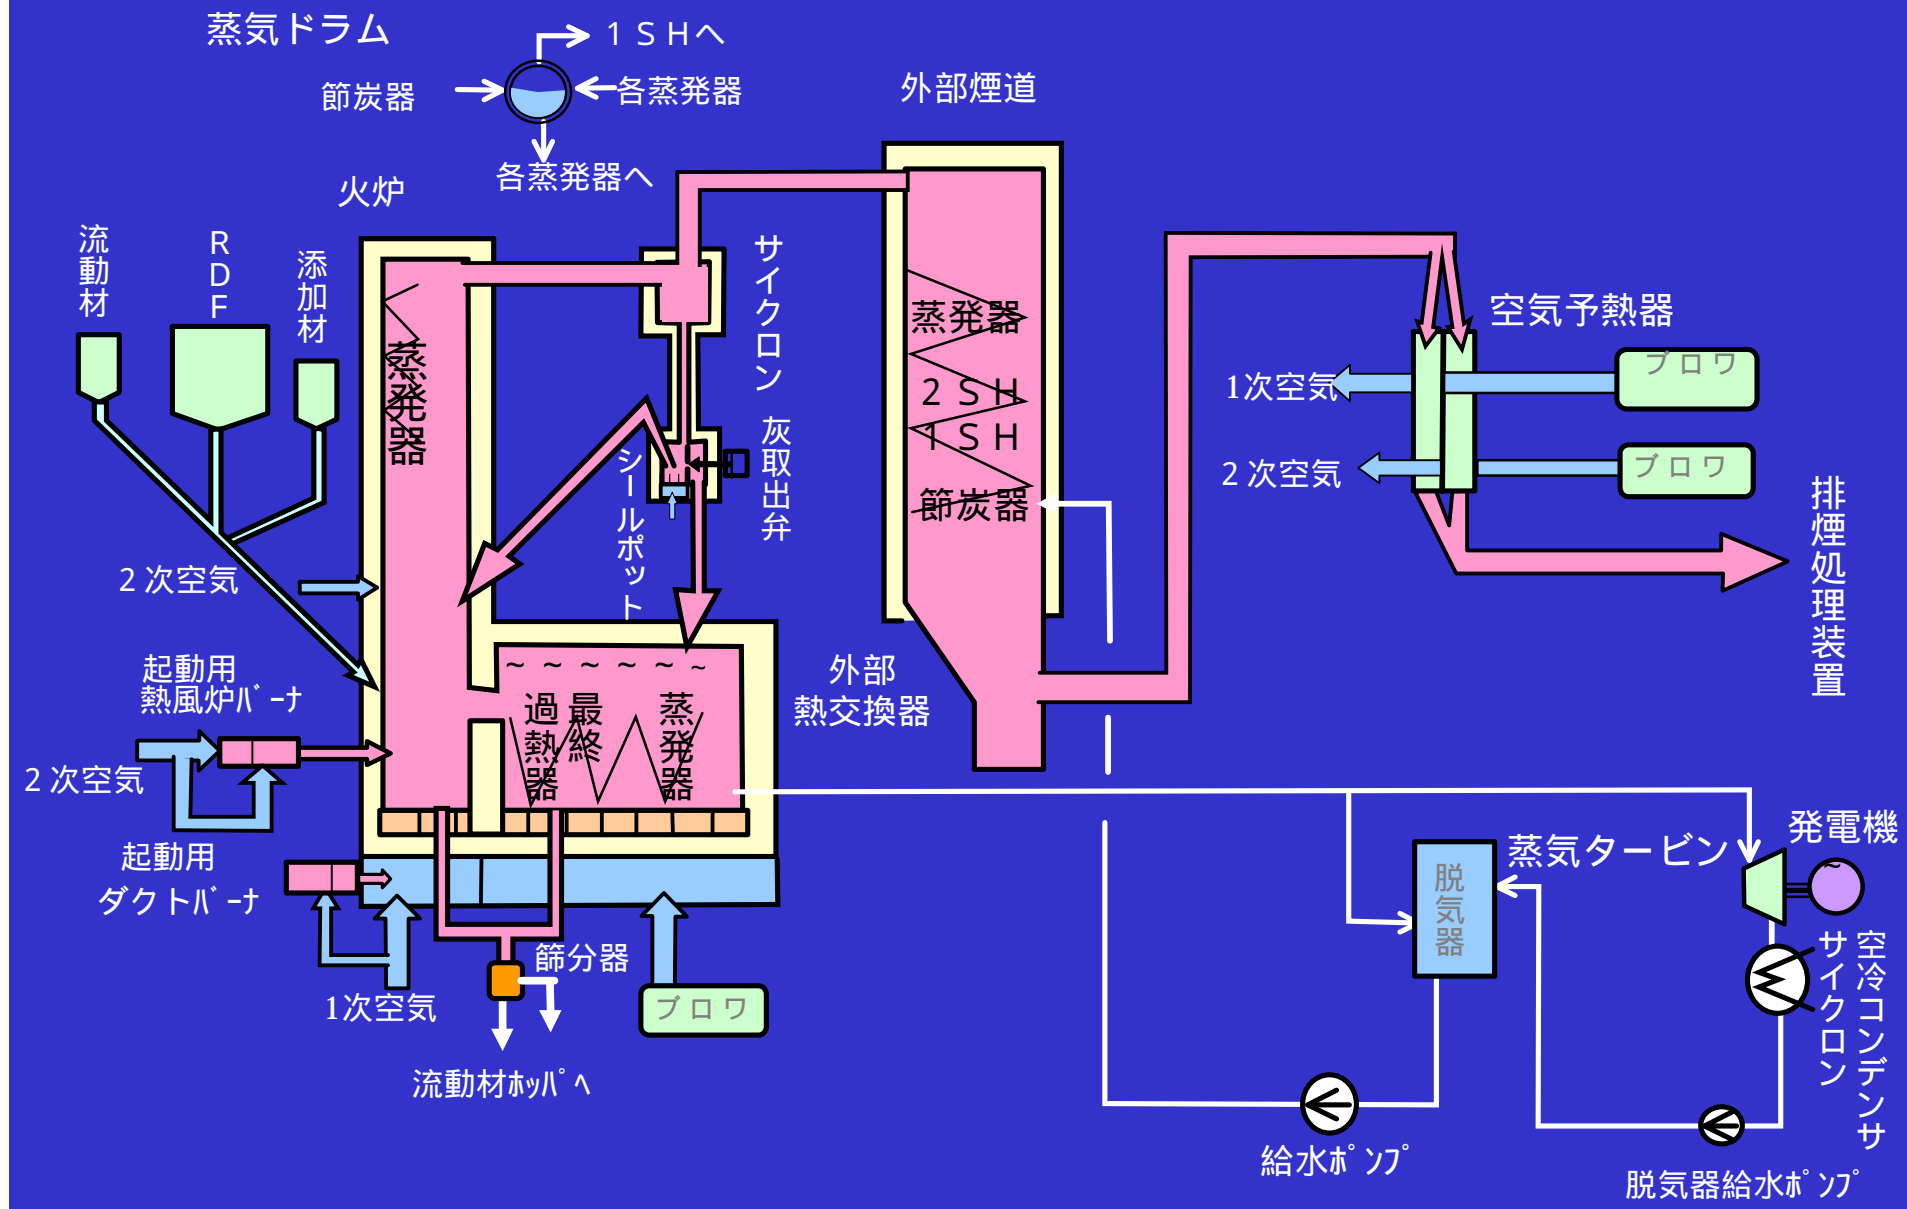 蒸気ドラム
1 S Hへ
節炭器
各蒸発器
各蒸発器へ
外部煙道
火炉
流動材
RDF
添加材
サイクロン
蒸発器
灰取出弁
シールポット
蒸発器
2 S H
1 S H
節炭器
空気予熱器
ブロワ
1次空気
ブロワ
2 次空気
排煙処理装置
2 次空気
起動用
熱風炉ﾊﾞｰﾅ
2 次空気
~ ~ ~ ~ ~ ~
最終
過熱器
蒸発器
外部
熱交換器
起動用
ダクトﾊﾞｰﾅ
1次空気
篩分器
ブロワ
流動材ﾎｯﾊﾟへ
脱気器
蒸気タービン
発電機
~
空冷コンデンサ
サイクロン
給水ﾎﾟﾝﾌﾟ
脱気器給水ﾎﾟﾝﾌﾟ